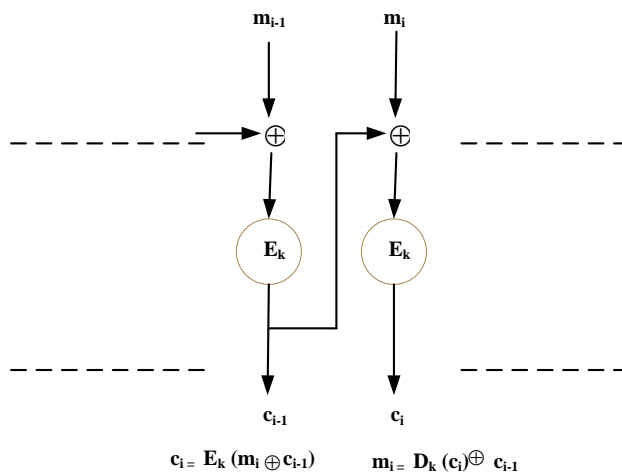 mᵢ₋₁ mᵢ
⊕ ⊕
Eₖ Eₖ
cᵢ₋₁ cᵢ
cᵢ = Eₖ (mᵢ ⊕ cᵢ₋₁) mᵢ = Dₖ (cᵢ) ⊕ cᵢ₋₁